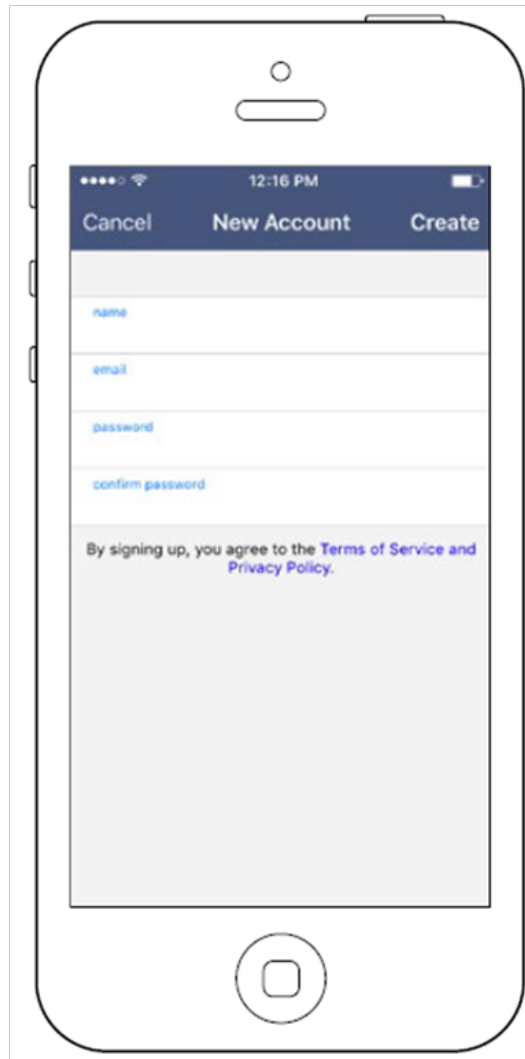 12:16 PM
Cancel New Account Create
name
email
password
confirm password
By signing up, you agree to the Terms of Service and
Privacy Policy.